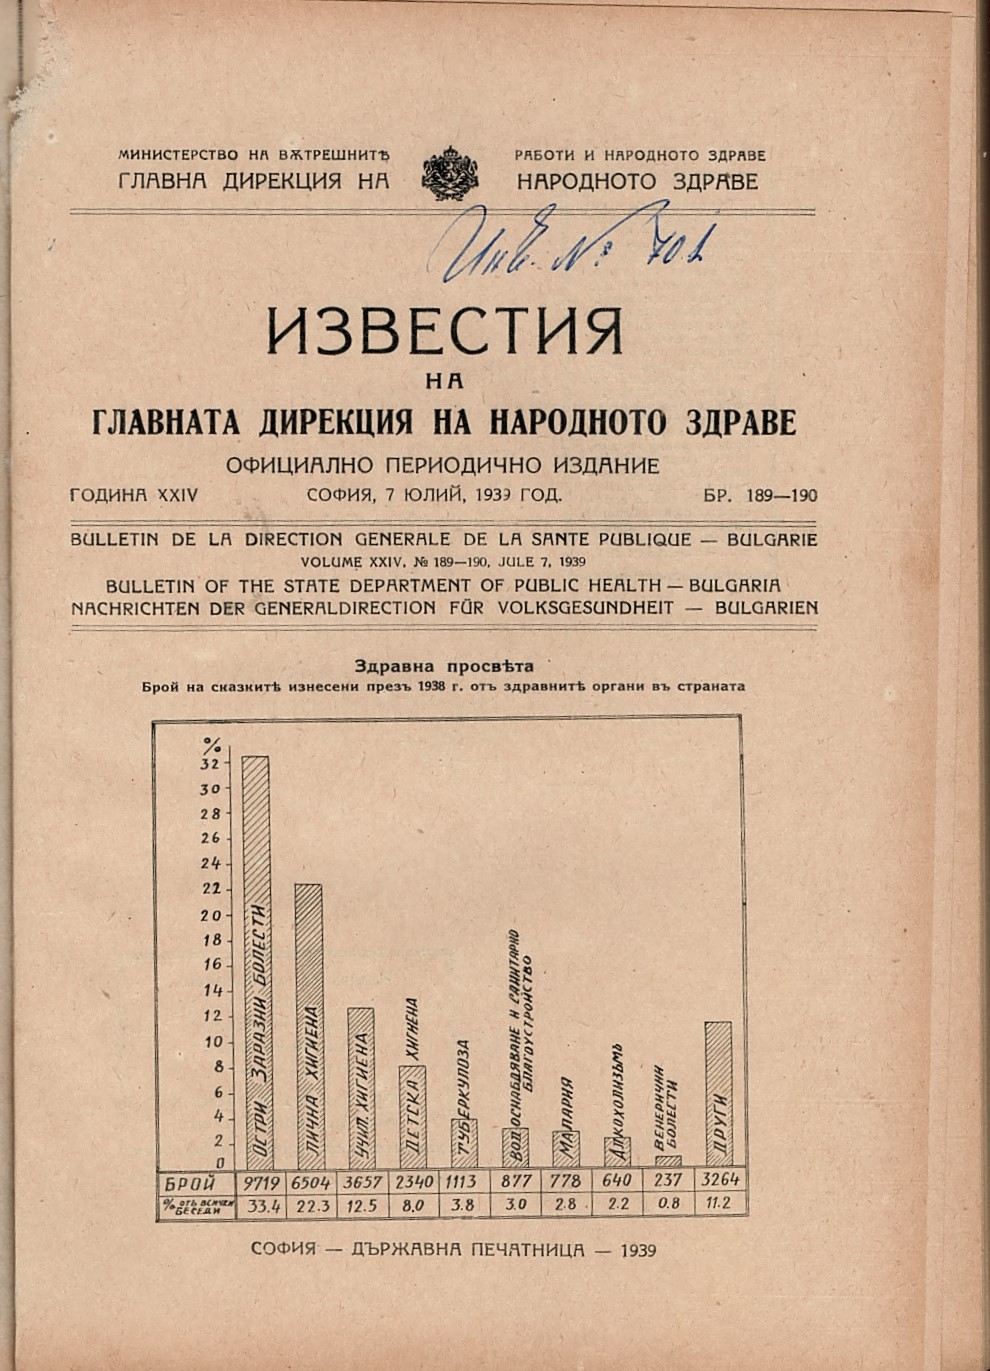 МИНИСТЕРСТВО НА ВѪТРЕШНИТѢ РАБОТИ И НАРОДНОТО ЗДРАВЕ
ГЛАВНА ДИРЕКЦИЯ НА НАРОДНОТО ЗДРАВЕ
Инв. № 701
ИЗВЕСТИЯ
НА
ГЛАВНАТА ДИРЕКЦИЯ НА НАРОДНОТО ЗДРАВЕ
ОФИЦИАЛНО ПЕРИОДИЧНО ИЗДАНИЕ
ГОДИНА XXIV СОФИЯ, 7 ЮЛИЙ, 1939 ГОД. БР. 189—190
BULLETIN DE LA DIRECTION GENERALE DE LA SANTE PUBLIQUE — BULGARIE
VOLUME XXIV, № 189—190, JULE 7, 1939
BULLETIN OF THE STATE DEPARTMENT OF PUBLIC HEALTH — BULGARIA
NACHRICHTEN DER GENERALDIRECTION FÜR VOLKSGESUNDHEIT — BULGARIEN
Здравна просвѣта
Брой на сказкитѣ изнесени презъ 1938 г. отъ здравнитѣ органи въ страната
%
32
30
28
26
24
22
20
18
16
14
12
10
8
6
4
2
0
ОСТРИ ЗАРАЗНИ БОЛЕСТИ
ЛИЧНА ХИГИЕНА
УЧИЛ. ХИГИЕНА
ДЕТСКА ХИГИЕНА
ТУБЕРКУЛОЗА
ВОДОСНАБДЯВАНЕ И САНИТАРНО
БЛАГОУСТРОЙСТВО
МАЛАРИЯ
АЛКОХОЛИЗЪМЪ
ВЕНЕРИЧНИ
БОЛЕСТИ
ДРУГИ
БРОЙ 9719 6504 3657 2340 1113 877 778 640 237 3264
% отъ всички
БЕСЕДИ 33.4 22.3 12.5 8.0 3.8 3.0 2.8 2.2 0.8 11.2
СОФИЯ — ДЪРЖАВНА ПЕЧАТНИЦА — 1939